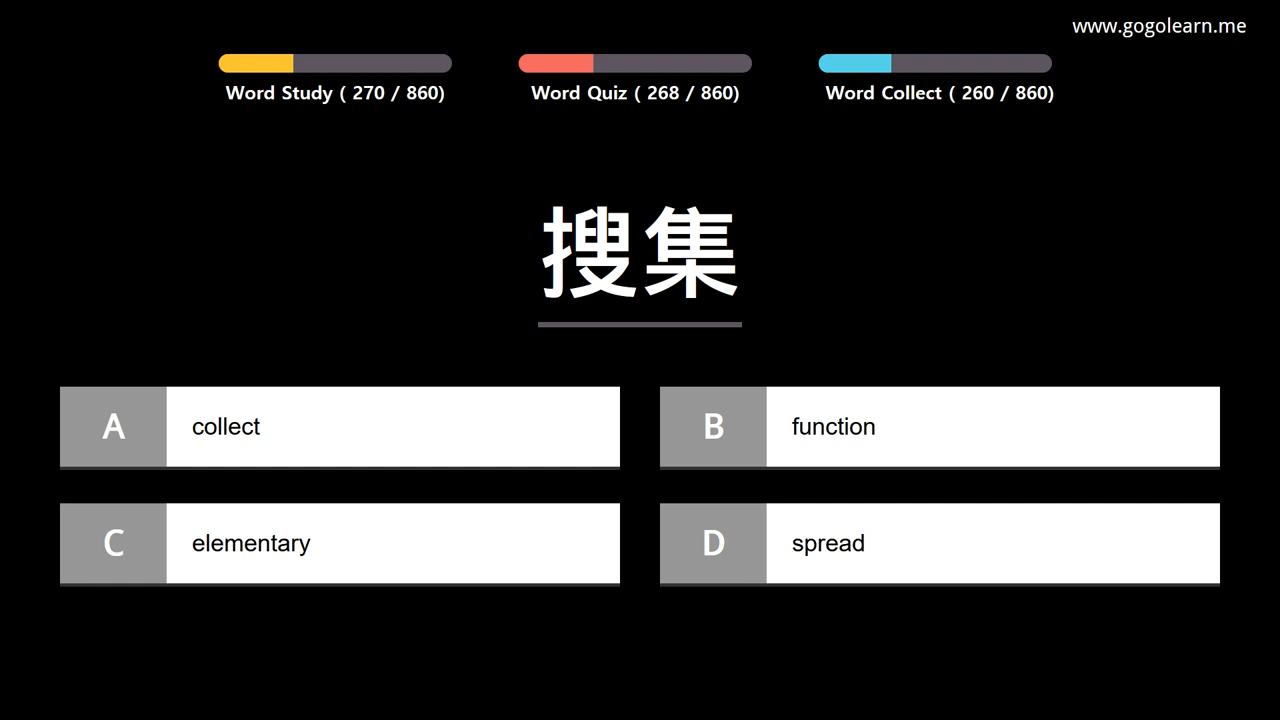 www.gogolearn.me
Word Study ( 270 / 860)
Word Quiz ( 268 / 860)
Word Collect ( 260 / 860)
搜集
A collect
B function
C elementary
D spread